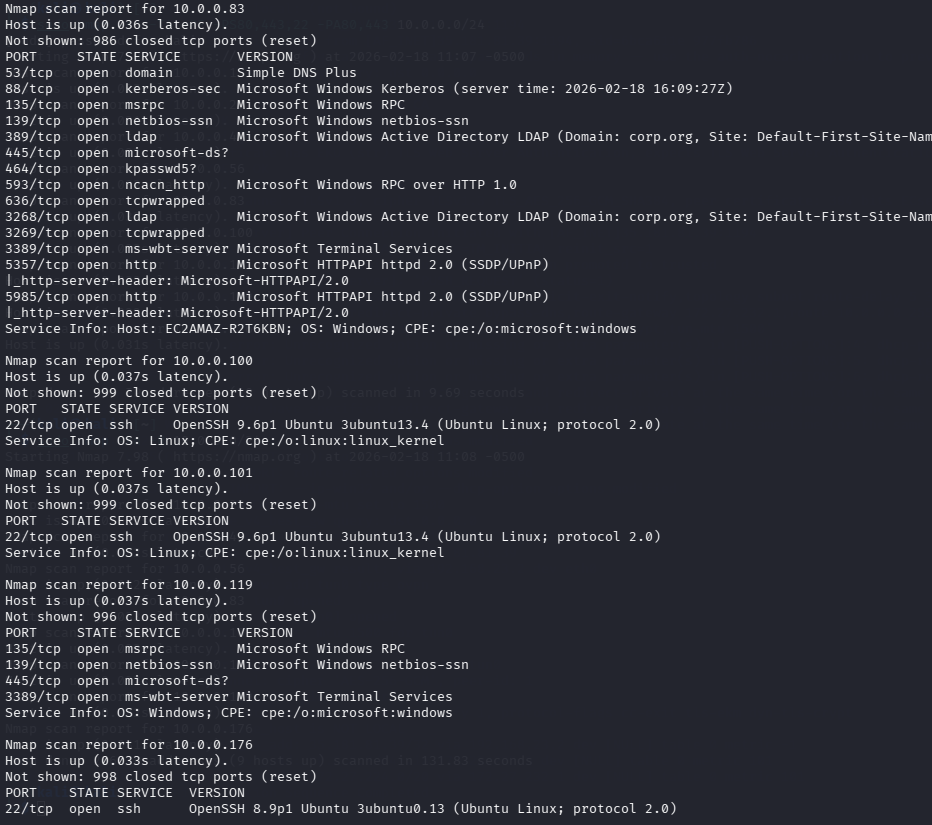 Nmap scan report for 10.0.0.83
Host is up (0.036s latency).
Not shown: 986 closed tcp ports (reset)
PORT     STATE SERVICE       VERSION
53/tcp   open  domain        Simple DNS Plus
88/tcp   open  kerberos-sec  Microsoft Windows Kerberos (server time: 2026-02-18 16:09:27Z)
135/tcp  open  msrpc         Microsoft Windows RPC
139/tcp  open  netbios-ssn   Microsoft Windows netbios-ssn
389/tcp  open  ldap          Microsoft Windows Active Directory LDAP (Domain: corp.org, Site: Default-First-Site-Nam
445/tcp  open  microsoft-ds?
464/tcp  open  kpasswd5?
593/tcp  open  ncacn_http    Microsoft Windows RPC over HTTP 1.0
636/tcp  open  tcpwrapped
3268/tcp open  ldap          Microsoft Windows Active Directory LDAP (Domain: corp.org, Site: Default-First-Site-Nam
3269/tcp open  tcpwrapped
3389/tcp open  ms-wbt-server Microsoft Terminal Services
5357/tcp open  http          Microsoft HTTPAPI httpd 2.0 (SSDP/UPnP)
|_http-server-header: Microsoft-HTTPAPI/2.0
5985/tcp open  http          Microsoft HTTPAPI httpd 2.0 (SSDP/UPnP)
|_http-server-header: Microsoft-HTTPAPI/2.0
Service Info: Host: EC2AMAZ-R2T6KBN; OS: Windows; CPE: cpe:/o:microsoft:windows
Nmap scan report for 10.0.0.100
Host is up (0.037s latency).
Not shown: 999 closed tcp ports (reset)
PORT   STATE SERVICE VERSION
22/tcp open  ssh     OpenSSH 9.6p1 Ubuntu 3ubuntu13.4 (Ubuntu Linux; protocol 2.0)
Service Info: OS: Linux; CPE: cpe:/o:linux:linux_kernel
Nmap scan report for 10.0.0.101
Host is up (0.037s latency).
Not shown: 999 closed tcp ports (reset)
PORT   STATE SERVICE VERSION
22/tcp open  ssh     OpenSSH 9.6p1 Ubuntu 3ubuntu13.4 (Ubuntu Linux; protocol 2.0)
Service Info: OS: Linux; CPE: cpe:/o:linux:linux_kernel
Nmap scan report for 10.0.0.119
Host is up (0.037s latency).
Not shown: 996 closed tcp ports (reset)
PORT     STATE SERVICE       VERSION
135/tcp  open  msrpc         Microsoft Windows RPC
139/tcp  open  netbios-ssn   Microsoft Windows netbios-ssn
445/tcp  open  microsoft-ds?
3389/tcp open  ms-wbt-server Microsoft Terminal Services
Service Info: OS: Windows; CPE: cpe:/o:microsoft:windows
Nmap scan report for 10.0.0.176
Host is up (0.033s latency).
Not shown: 998 closed tcp ports (reset)
PORT    STATE SERVICE  VERSION
22/tcp  open  ssh      OpenSSH 8.9p1 Ubuntu 3ubuntu0.13 (Ubuntu Linux; protocol 2.0)